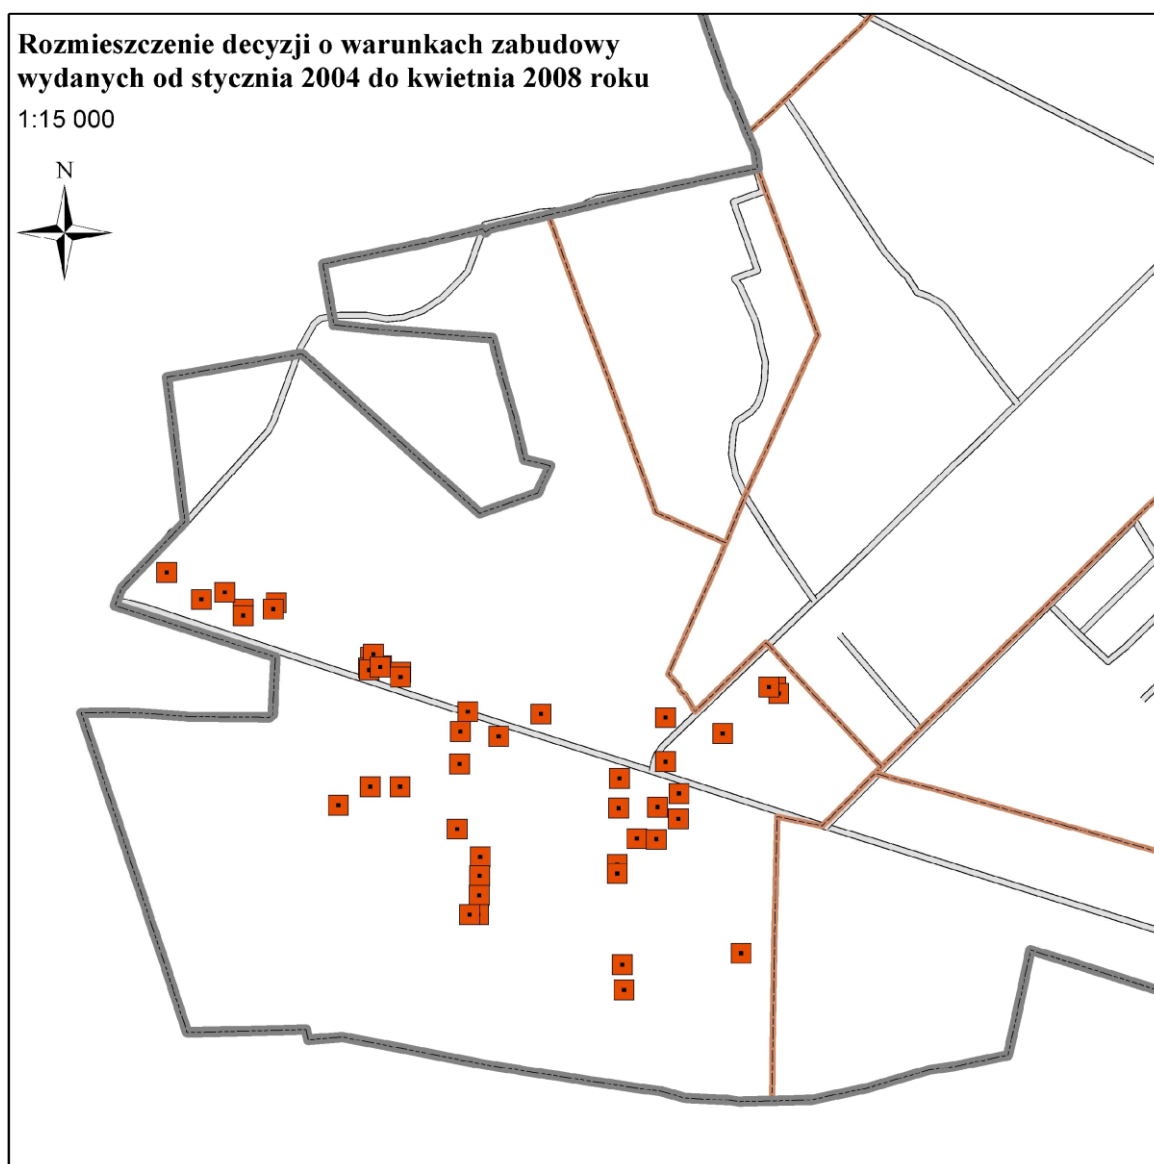 Rozmieszczenie decyzji o warunkach zabudowy
wydanych od stycznia 2004 do kwietnia 2008 roku
1:15 000
N